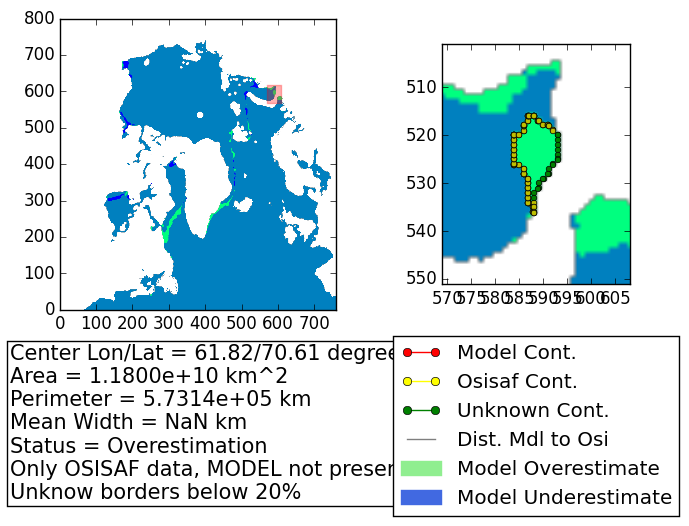 800
700
600
500
400
300
200
100
0
0 100 200 300 400 500 600 700
510
520
530
540
550
570 575 580 585 590 595 600 605
Center Lon/Lat = 61.82/70.61 degree
Area = 1.1800e+10 km^2
Perimeter = 5.7314e+05 km
Mean Width = NaN km
Status = Overestimation
Only OSISAF data, MODEL not presen
Unknow borders below 20%
Model Cont.
Osisaf Cont.
Unknown Cont.
Dist. Mdl to Osi
Model Overestimate
Model Underestimate